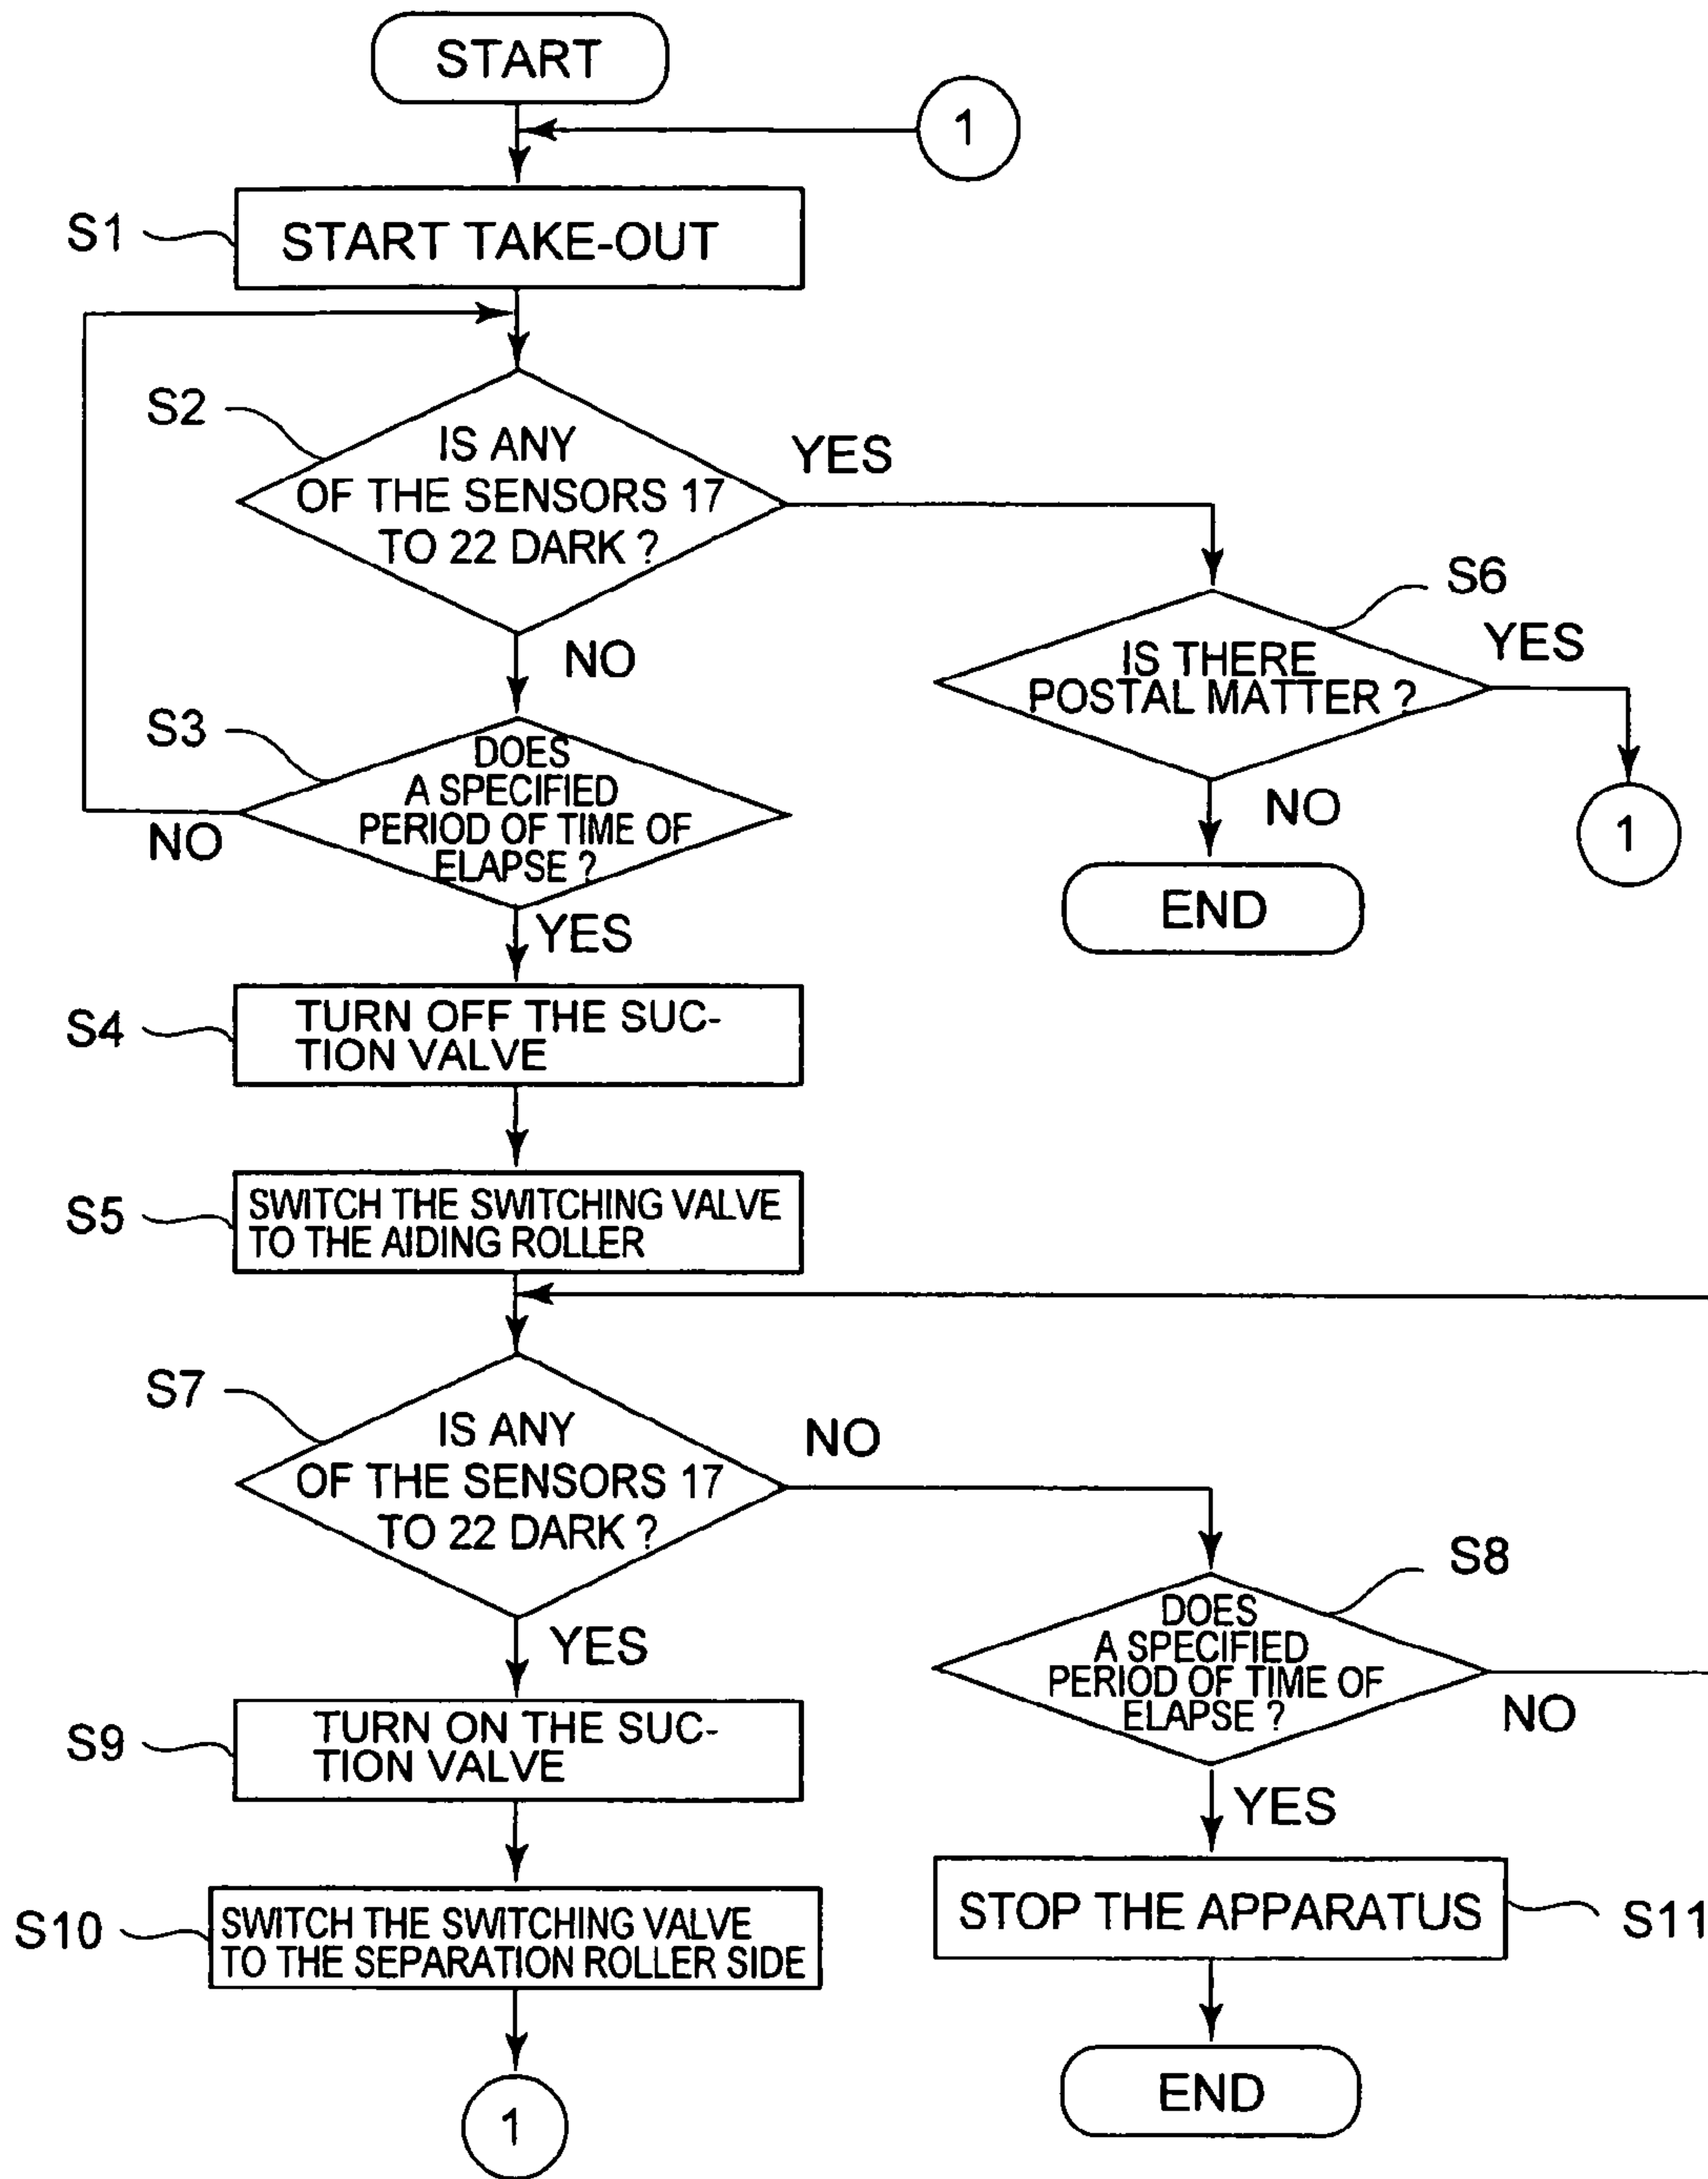 START
1
S1
START TAKE-OUT
S2
IS ANY
OF THE SENSORS 17
TO 22 DARK ?
YES
NO
S6
IS THERE
POSTAL MATTER ?
YES
NO
1
END
S3
DOES
A SPECIFIED
PERIOD OF TIME OF
ELAPSE ?
NO
YES
S4
TURN OFF THE SUC-
TION VALVE
S5
SWITCH THE SWITCHING VALVE
TO THE AIDING ROLLER
S7
IS ANY
OF THE SENSORS 17
TO 22 DARK ?
NO
YES
S8
DOES
A SPECIFIED
PERIOD OF TIME OF
ELAPSE ?
NO
YES
S9
TURN ON THE SUC-
TION VALVE
S10
SWITCH THE SWITCHING VALVE
TO THE SEPARATION ROLLER SIDE
STOP THE APPARATUS
S11
1
END